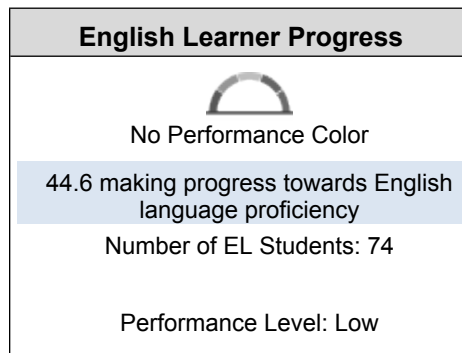 English Learner Progress
No Performance Color
44.6 making progress towards English
language proficiency
Number of EL Students: 74
Performance Level: Low